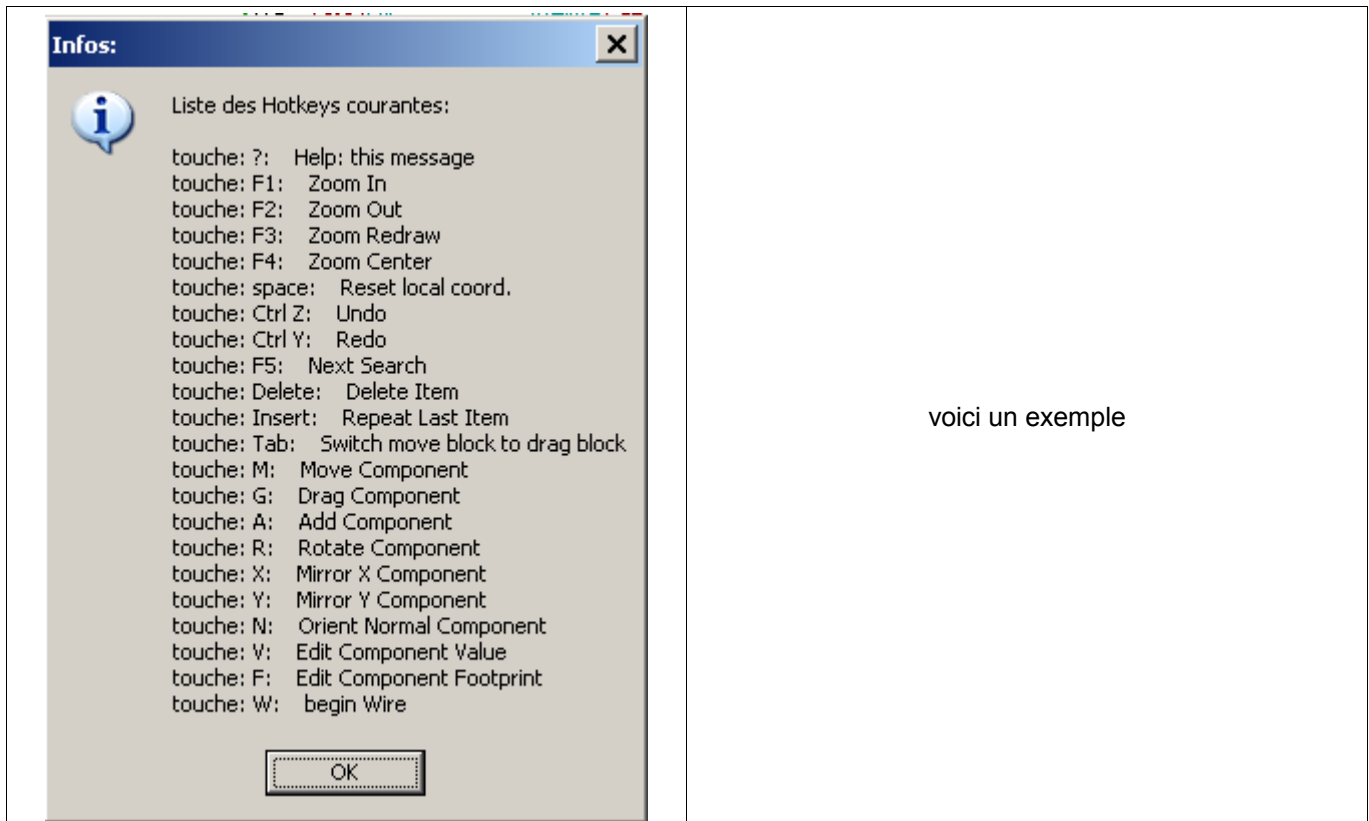 Infos:
Liste des Hotkeys courantes:
touche: ?: Help: this message
touche: F1: Zoom In
touche: F2: Zoom Out
touche: F3: Zoom Redraw
touche: F4: Zoom Center
touche: space: Reset local coord.
touche: Ctrl Z: Undo
touche: Ctrl Y: Redo
touche: F5: Next Search
touche: Delete: Delete Item
touche: Insert: Repeat Last Item
touche: Tab: Switch move block to drag block
touche: M: Move Component
touche: G: Drag Component
touche: A: Add Component
touche: R: Rotate Component
touche: X: Mirror X Component
touche: Y: Mirror Y Component
touche: N: Orient Normal Component
touche: V: Edit Component Value
touche: F: Edit Component Footprint
touche: W: begin Wire
OK
voici un exemple